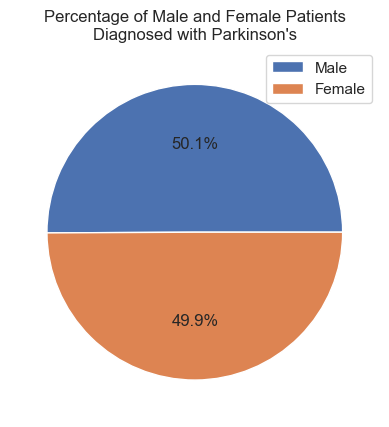 Percentage of Male and Female Patients
Diagnosed with Parkinson's
Male
Female
50.1%
49.9%